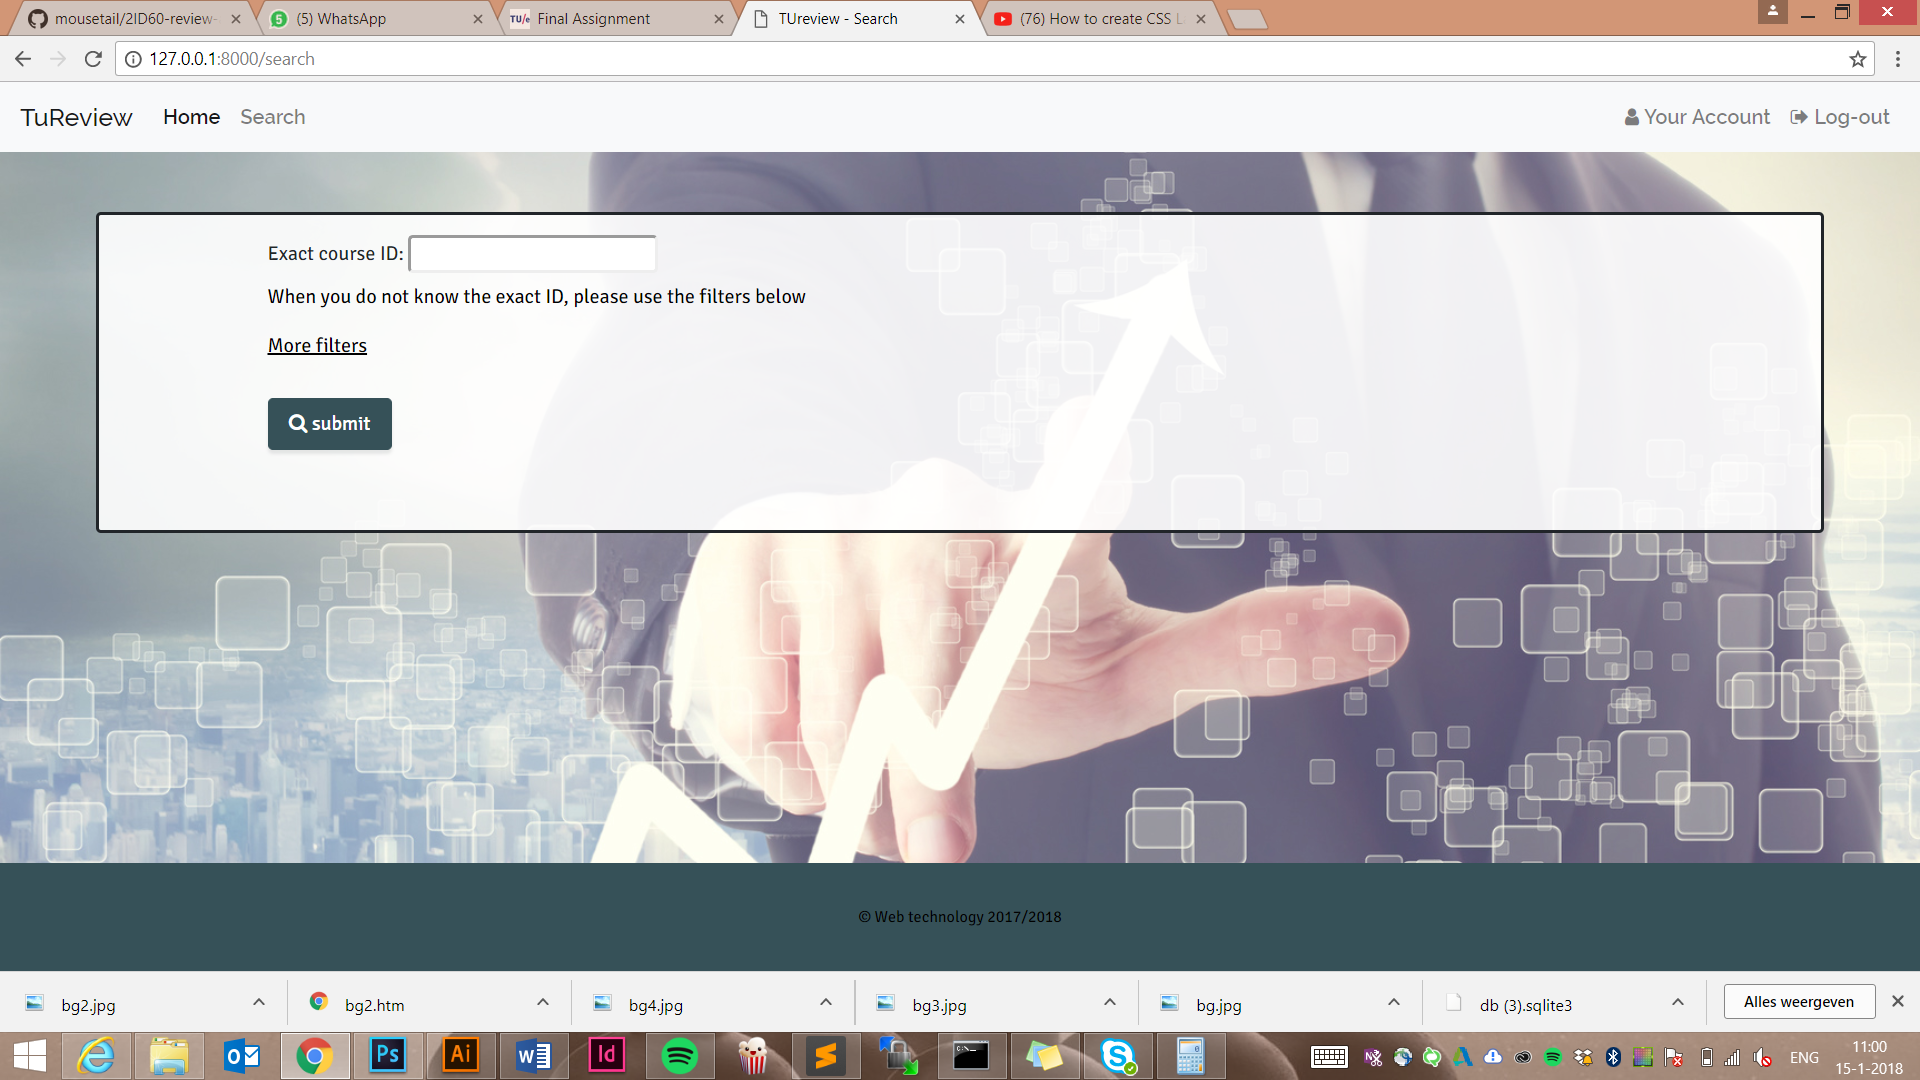 mousetail/2ID60-review-
(5) WhatsApp
TU/e Final Assignment
TUreview - Search
(76) How to create CSS L
127.0.0.1:8000/search
TuReview Home Search Your Account Log-out
Exact course ID:
When you do not know the exact ID, please use the filters below
More filters
submit
© Web technology 2017/2018
bg2.jpg
bg2.htm
bg4.jpg
bg3.jpg
bg.jpg
db (3).sqlite3
Alles weergeven
ENG
11:00
15-1-2018